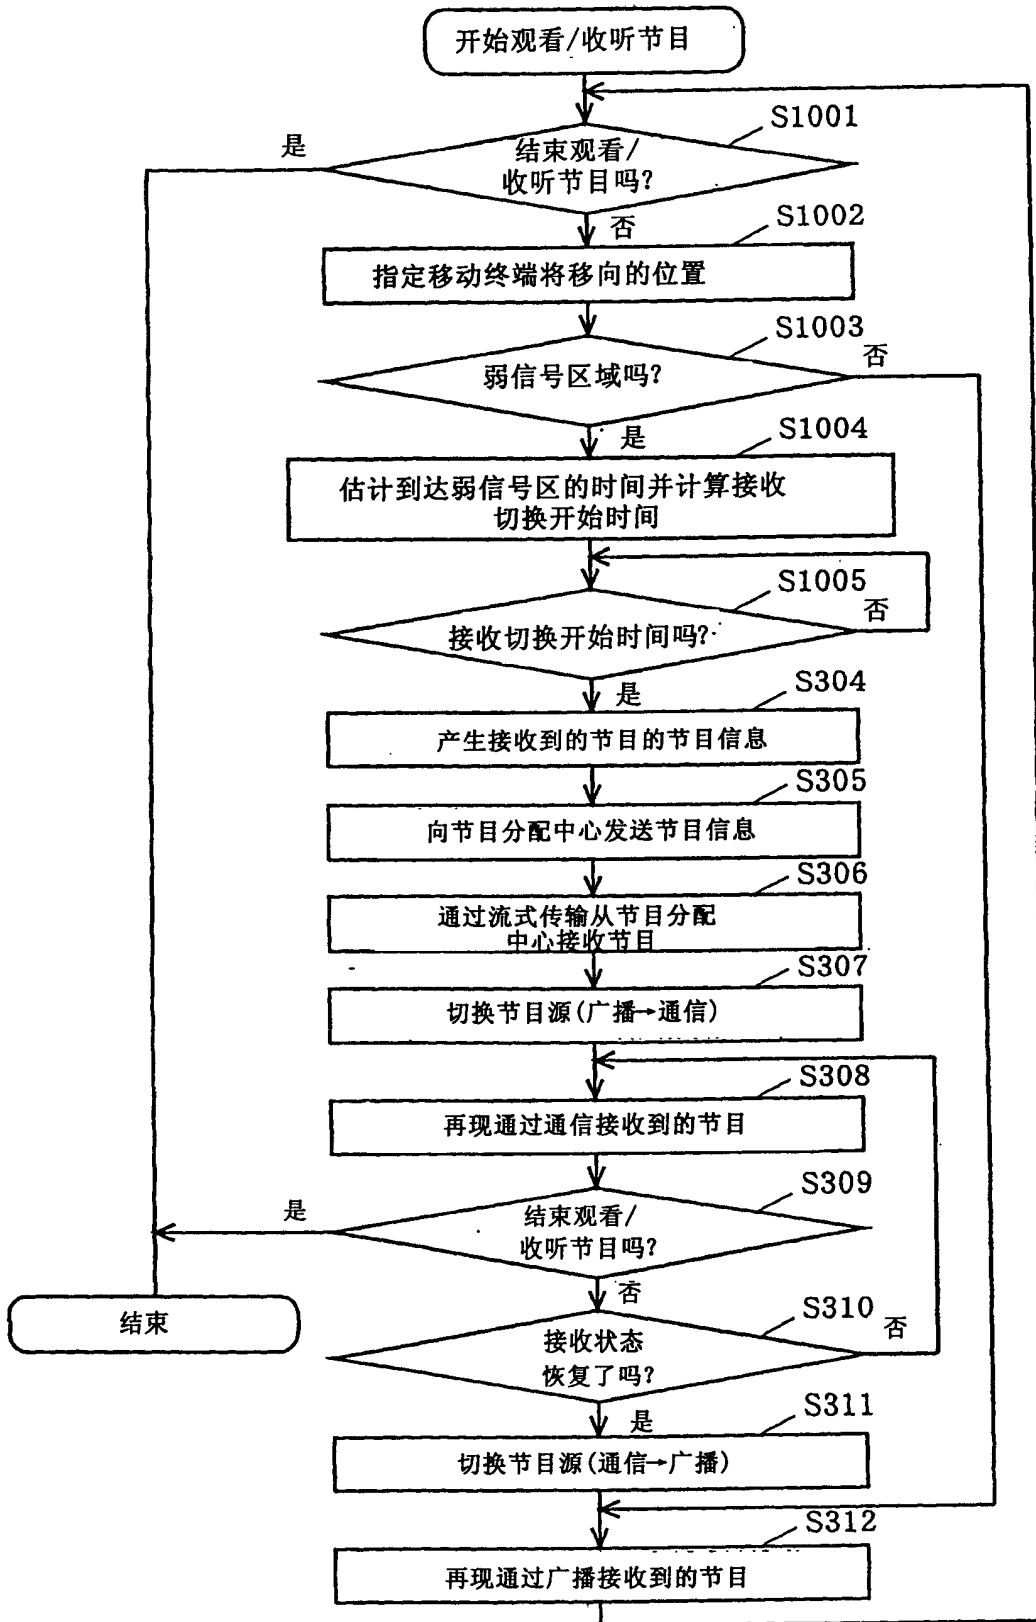 开始观看/收听节目
S1001
是
结束观看/
收听节目吗?
否
S1002
指定移动终端将移向的位置
S1003
弱信号区域吗?
否
是
S1004
估计到达弱信号区的时间并计算接收
切换开始时间
S1005
接收切换开始时间吗?
否
是
S304
产生接收到的节目的节目信息
S305
向节目分配中心发送节目信息
S306
通过流式传输从节目分配
中心接收节目
S307
切换节目源(广播→通信)
S308
再现通过通信接收到的节目
S309
是
结束观看/
收听节目吗?
否
结束
S310
接收状态
恢复了吗?
否
是
S311
切换节目源(通信→广播)
S312
再现通过广播接收到的节目